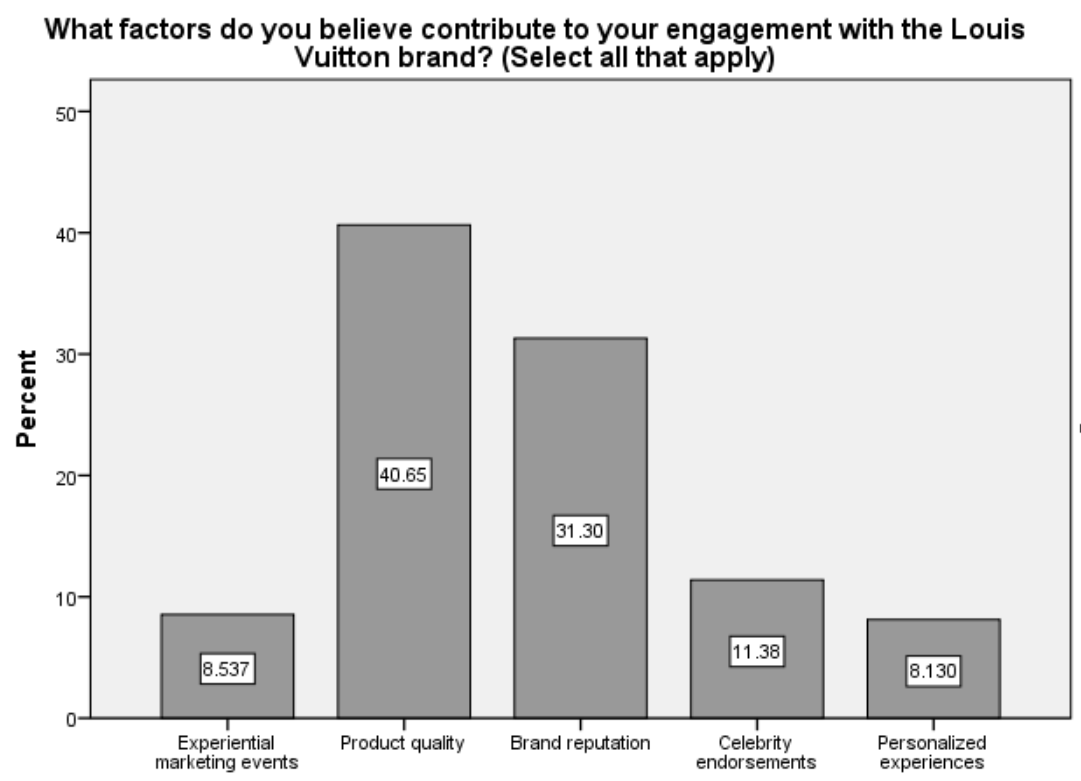 What factors do you believe contribute to your engagement with the Louis
Vuitton brand? (Select all that apply)
50
40
30
20
10
0
Percent
40.65
31.30
11.38
8.537
8.130
Experiential
marketing events
Product quality
Brand reputation
Celebrity
endorsements
Personalized
experiences